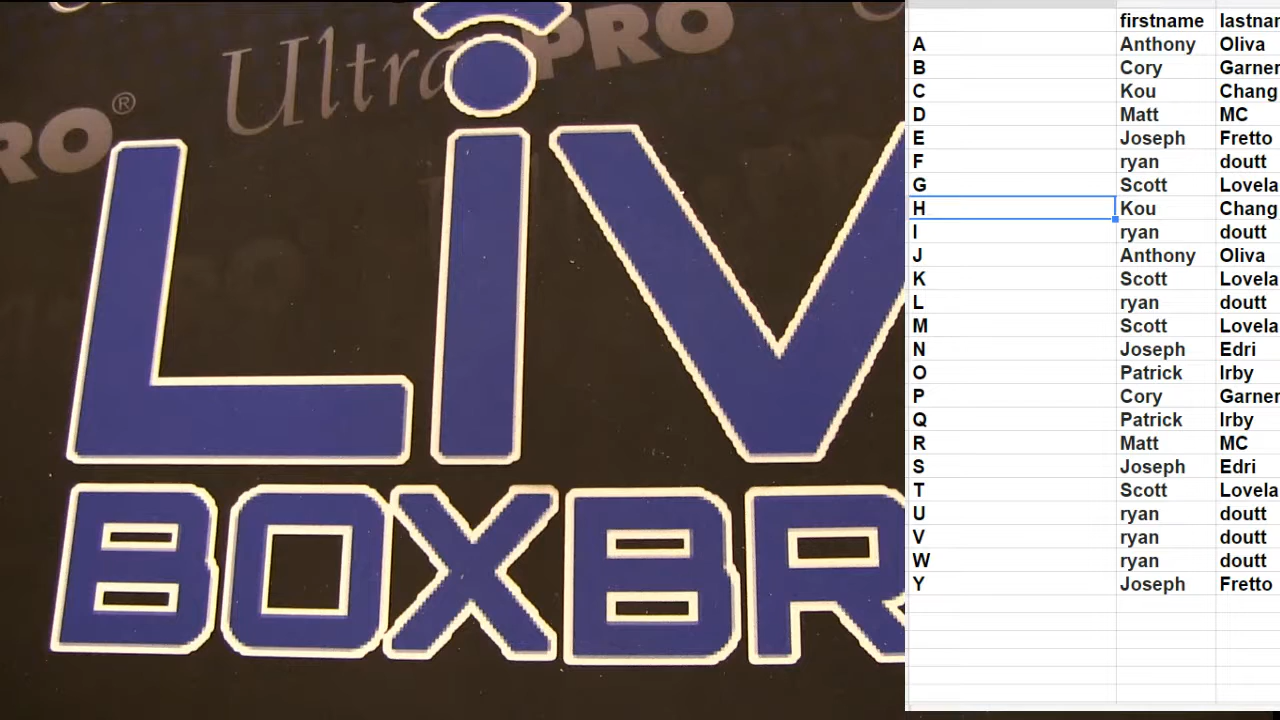 Ultra PRO
RO®
LiV
BOXBR
firstname lastnar
A Anthony Oliva
B Cory Garner
C Kou Chang
D Matt MC
E Joseph Fretto
F ryan doutt
G Scott Lovela
H Kou Chang
I ryan doutt
J Anthony Oliva
K Scott Lovela
L ryan doutt
M Scott Lovela
N Joseph Edri
O Patrick Irby
P Cory Garner
Q Patrick Irby
R Matt MC
S Joseph Edri
T Scott Lovela
U ryan doutt
V ryan doutt
W ryan doutt
Y Joseph Fretto